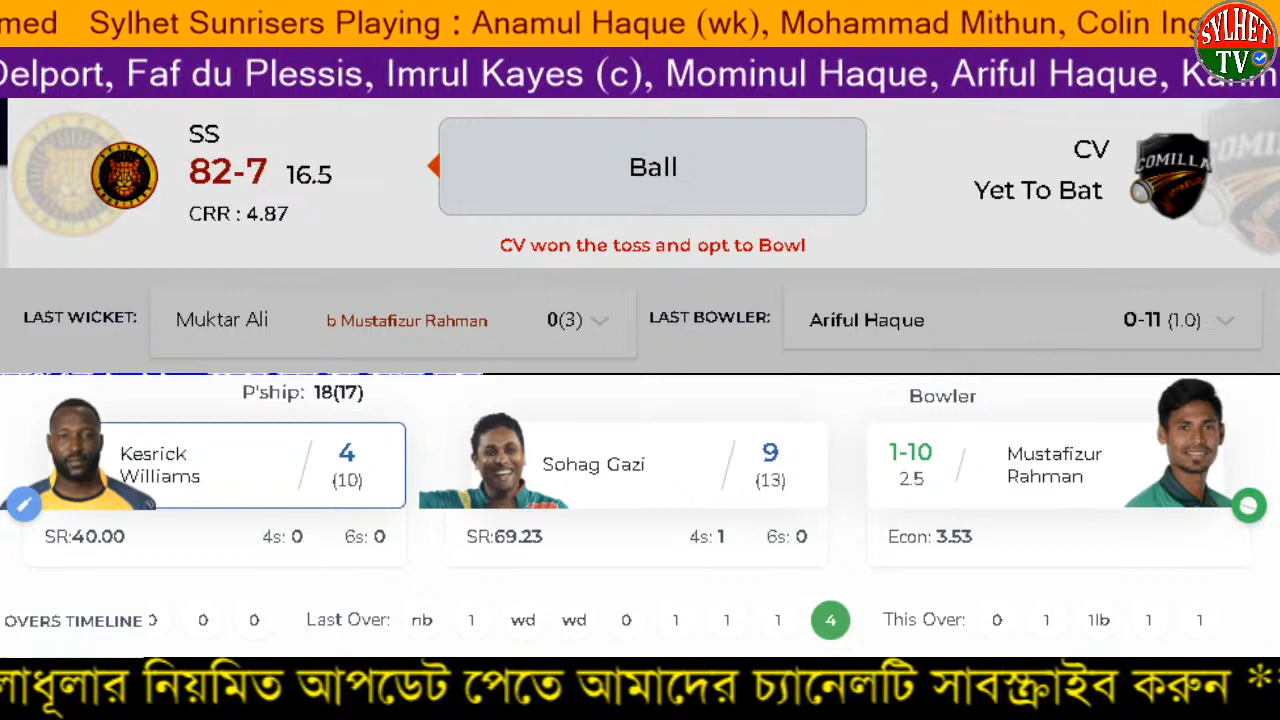 med Sylhet Sunrisers Playing : Anamul Haque (wk), Mohammad Mithun, Colin
SYLHET
TV
Delport, Faf du Plessis, Imrul Kayes (c), Mominul Haque, Ariful Haque,
SS
82-7 16.5
CRR : 4.87
Ball
CV won the toss and opt to Bowl
CV
Yet To Bat
COMILLA
LAST WICKET: Muktar Ali b Mustafizur Rahman 0(3)
LAST BOWLER: Ariful Haque 0-11 (1.0)
P'ship: 18(17)
Bowler
Kesrick
Williams
4
(10)
Sohag Gazi
9
(13)
1-10
2.5
Mustafizur
Rahman
SR:40.00 4s: 0 6s: 0
SR:69.23 4s: 1 6s: 0
Econ: 3.53
OVERS TIMELINE 0 0 0 Last Over: nb 1 wd wd 0 1 1 1 4 This Over: 0 1 1lb 1 1
লাধূলার নিয়মিত আপডেট পেতে আমাদের চ্যানেলটি সাবস্ক্রাইব করুন *